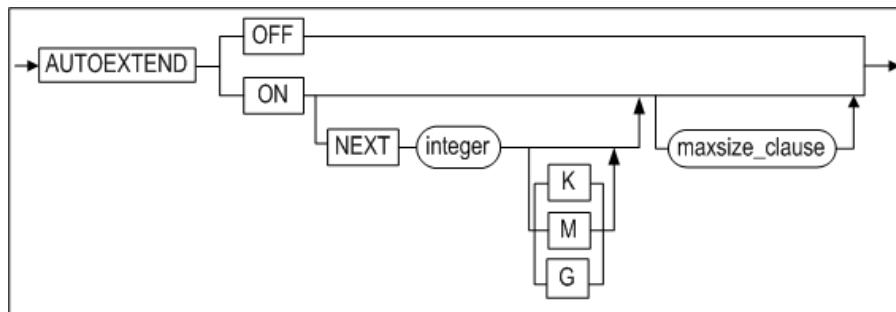 OFF
AUTOEXTEND
ON
NEXT integer maxsize_clause
K
M
G